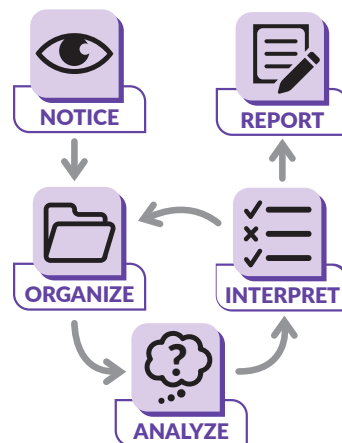 NOTICE
REPORT
ORGANIZE
INTERPRET
?
ANALYZE